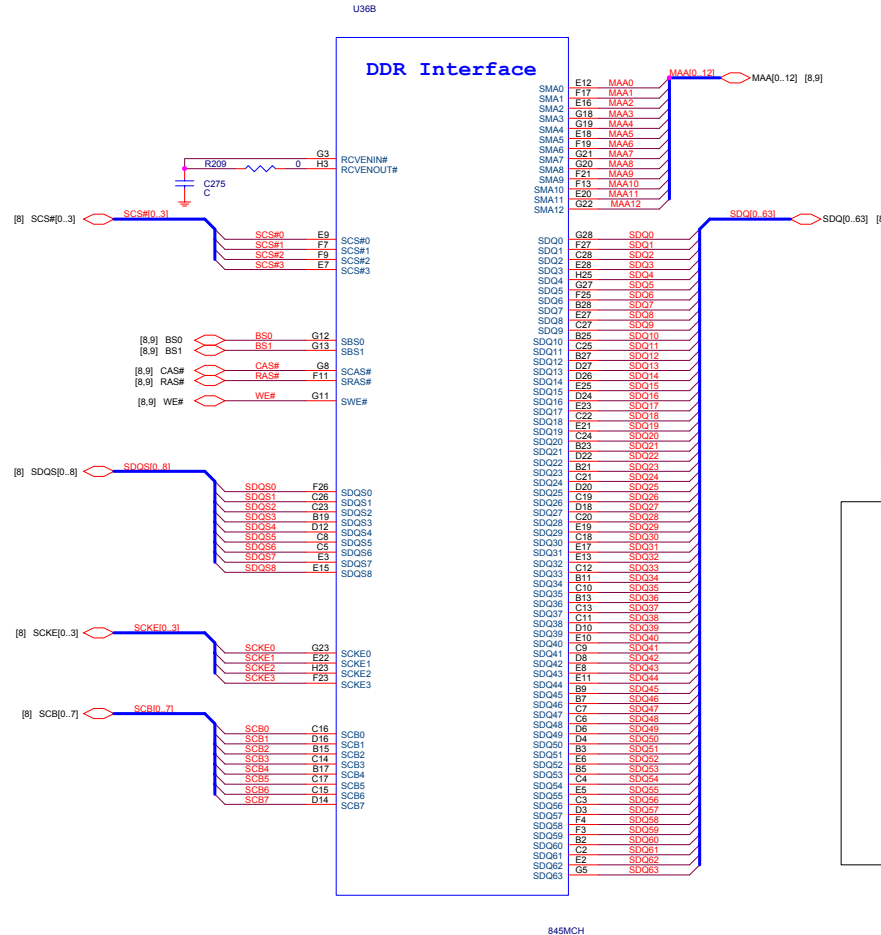 U36B
DDR Interface
MAA[0..12] MAA[0..12] [8,9]
E12 MAA0 SMA0
F17 MAA1 SMA1
E16 MAA2 SMA2
G18 MAA3 SMA3
G19 MAA4 SMA4
E18 MAA5 SMA5
F19 MAA6 SMA6
G21 MAA7 SMA7
G20 MAA8 SMA8
F21 MAA9 SMA9
F13 MAA10 SMA10
E20 MAA11 SMA11
G22 MAA12 SMA12
G3 RCVENIN#
R209 0 H3 RCVENOUT#
C275
C
[8] SCS#[0..3] SCS#[0..3]
SCS#0 E9 SCS#0
SCS#1 F7 SCS#1
SCS#2 F9 SCS#2
SCS#3 E7 SCS#3
[8,9] BS0 BS0 G12 SBS0
[8,9] BS1 BS1 G13 SBS1
[8,9] CAS# CAS# G8 SCAS#
[8,9] RAS# RAS# F11 SRAS#
[8,9] WE# WE# G11 SWE#
[8] SDQS[0..8] SDQS[0..8]
SDQS0 F26 SDQS0
SDQS1 C26 SDQS1
SDQS2 C23 SDQS2
SDQS3 B19 SDQS3
SDQS4 D12 SDQS4
SDQS5 C8 SDQS5
SDQS6 C5 SDQS6
SDQS7 E3 SDQS7
SDQS8 E15 SDQS8
[8] SCKE[0..3] SCKE[0..3]
SCKE0 G23 SCKE0
SCKE1 E22 SCKE1
SCKE2 H23 SCKE2
SCKE3 F23 SCKE3
[8] SCB[0..7] SCB[0..7]
SCB0 C16 SCB0
SCB1 D16 SCB1
SCB2 B15 SCB2
SCB3 C14 SCB3
SCB4 B17 SCB4
SCB5 C17 SCB5
SCB6 C15 SCB6
SCB7 D14 SCB7
SDQ[0..63] SDQ[0..63] [8
SDQ0 G28 SDQ0
SDQ1 F27 SDQ1
SDQ2 C28 SDQ2
SDQ3 E28 SDQ3
SDQ4 H25 SDQ4
SDQ5 G27 SDQ5
SDQ6 F25 SDQ6
SDQ7 B28 SDQ7
SDQ8 E27 SDQ8
SDQ9 C27 SDQ9
SDQ10 B25 SDQ10
SDQ11 C25 SDQ11
SDQ12 B27 SDQ12
SDQ13 D27 SDQ13
SDQ14 D26 SDQ14
SDQ15 E25 SDQ15
SDQ16 D24 SDQ16
SDQ17 E23 SDQ17
SDQ18 C22 SDQ18
SDQ19 E21 SDQ19
SDQ20 C24 SDQ20
SDQ21 B23 SDQ21
SDQ22 D22 SDQ22
SDQ23 B21 SDQ23
SDQ24 C21 SDQ24
SDQ25 D20 SDQ25
SDQ26 C19 SDQ26
SDQ27 D18 SDQ27
SDQ28 C20 SDQ28
SDQ29 E19 SDQ29
SDQ30 C18 SDQ30
SDQ31 E17 SDQ31
SDQ32 E13 SDQ32
SDQ33 C12 SDQ33
SDQ34 B11 SDQ34
SDQ35 C10 SDQ35
SDQ36 B13 SDQ36
SDQ37 C13 SDQ37
SDQ38 C11 SDQ38
SDQ39 D10 SDQ39
SDQ40 E10 SDQ40
SDQ41 C9 SDQ41
SDQ42 D8 SDQ42
SDQ43 E8 SDQ43
SDQ44 E11 SDQ44
SDQ45 B9 SDQ45
SDQ46 B7 SDQ46
SDQ47 C7 SDQ47
SDQ48 C6 SDQ48
SDQ49 D6 SDQ49
SDQ50 D4 SDQ50
SDQ51 B3 SDQ51
SDQ52 E6 SDQ52
SDQ53 B5 SDQ53
SDQ54 C4 SDQ54
SDQ55 E5 SDQ55
SDQ56 C3 SDQ56
SDQ57 D3 SDQ57
SDQ58 F4 SDQ58
SDQ59 F3 SDQ59
SDQ60 B2 SDQ60
SDQ61 C2 SDQ61
SDQ62 E2 SDQ62
SDQ63 G5 SDQ63
845MCH